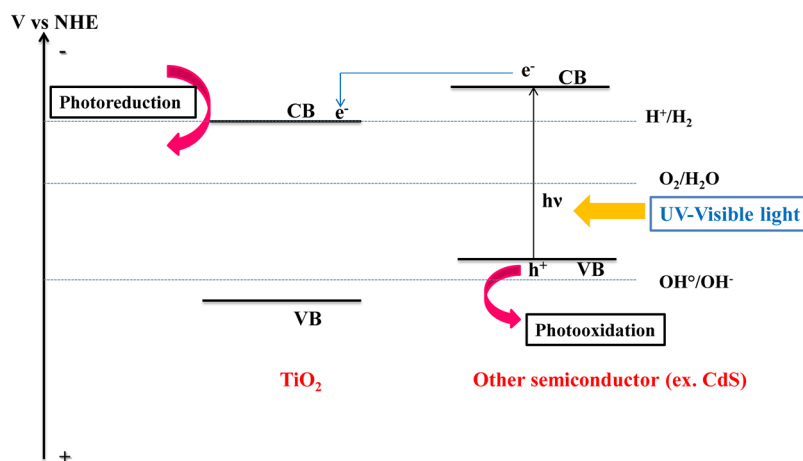 V vs NHE
-
e⁻
CB
Photoreduction
CB
e⁻
H⁺/H₂
O₂/H₂O
hν
UV-Visible light
h⁺
VB
OH°/OH⁻
VB
Photooxidation
TiO₂
Other semiconductor (ex. CdS)
+